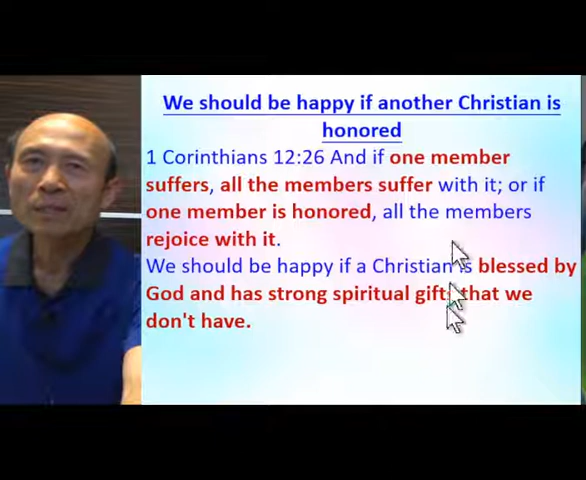 We should be happy if another Christian is
honored
1 Corinthians 12:26 And if one member
suffers, all the members suffer with it; or if
one member is honored, all the members
rejoice with it.
We should be happy if a Christian is blessed by
God and has strong spiritual gifts that we
don't have.